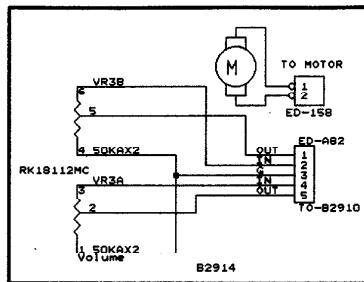 VR3B
6
5
4 50KAX2
RK18112MC
VR3A
3
2
1 50KAX2
Volume
M
TO MOTOR
1
2
ED-158
ED-A82
OUT 1
IN 2
G 3
IN 4
OUT 5
TO-B2910
B2914